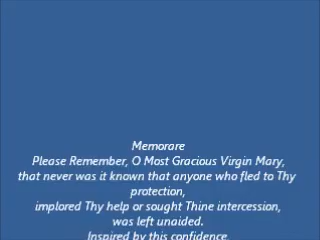 Memorare
Please Remember, O Most Gracious Virgin Mary,
that never was it known that anyone who fled to Thy
protection,
implored Thy help or sought Thine intercession,
was left unaided.
Inspired by this confidence,